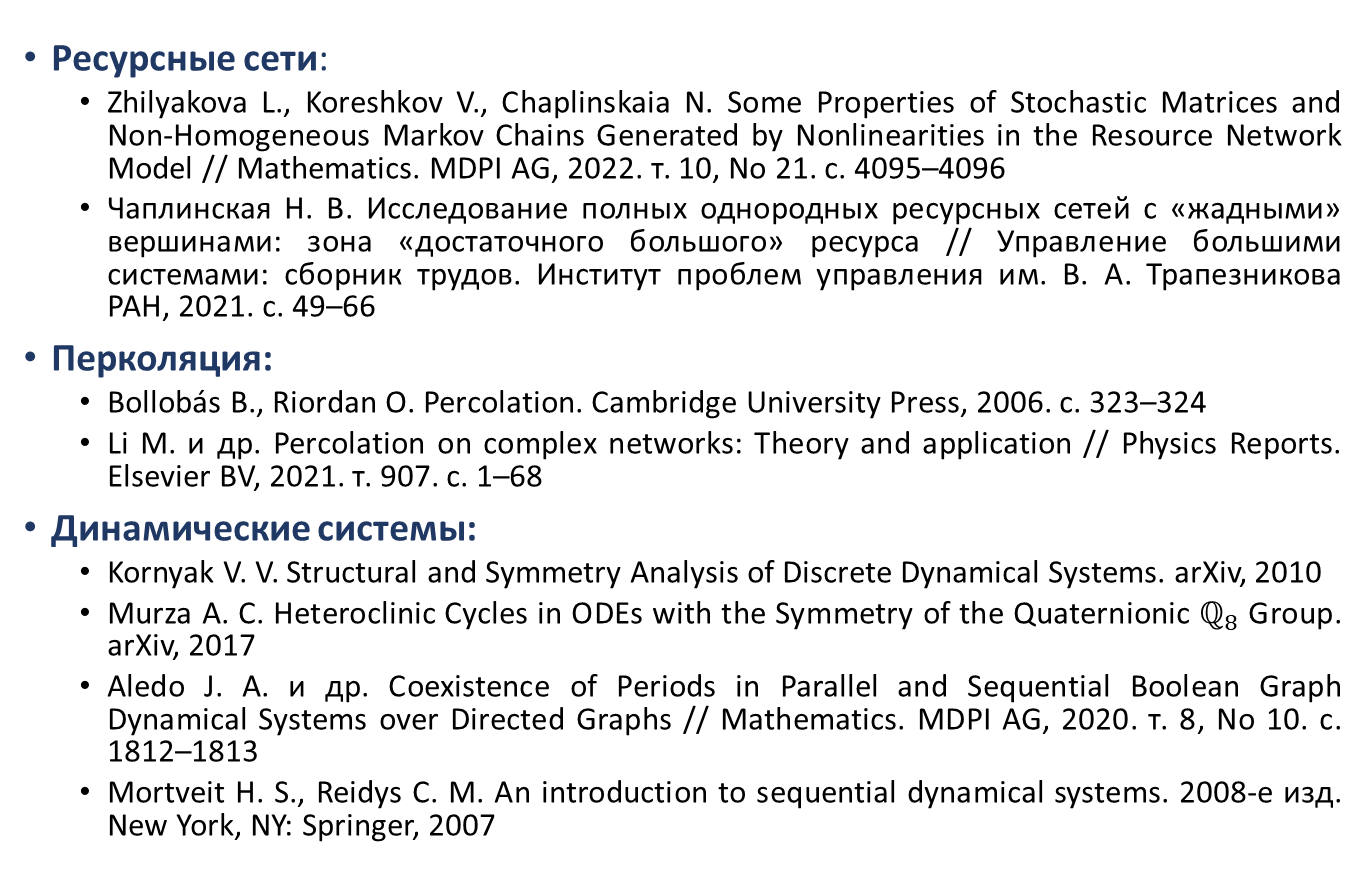 • Ресурсные сети:
• Zhilyakova L., Koreshkov V., Chaplinskaia N. Some Properties of Stochastic Matrices and
Non-Homogeneous Markov Chains Generated by Nonlinearities in the Resource Network
Model // Mathematics. MDPI AG, 2022. т. 10, No 21. с. 4095–4096
• Чаплинская Н. В. Исследование полных однородных ресурсных сетей с «жадными»
вершинами: зона «достаточного большого» ресурса // Управление большими
системами: сборник трудов. Институт проблем управления им. В. А. Трапезникова
РАН, 2021. с. 49–66
• Перколяция:
• Bollobás B., Riordan O. Percolation. Cambridge University Press, 2006. с. 323–324
• Li M. и др. Percolation on complex networks: Theory and application // Physics Reports.
Elsevier BV, 2021. т. 907. с. 1–68
• Динамические системы:
• Kornyak V. V. Structural and Symmetry Analysis of Discrete Dynamical Systems. arXiv, 2010
• Murza A. C. Heteroclinic Cycles in ODEs with the Symmetry of the Quaternionic ℚ₈ Group.
arXiv, 2017
• Aledo J. A. и др. Coexistence of Periods in Parallel and Sequential Boolean Graph
Dynamical Systems over Directed Graphs // Mathematics. MDPI AG, 2020. т. 8, No 10. с.
1812–1813
• Mortveit H. S., Reidys C. M. An introduction to sequential dynamical systems. 2008-е изд.
New York, NY: Springer, 2007